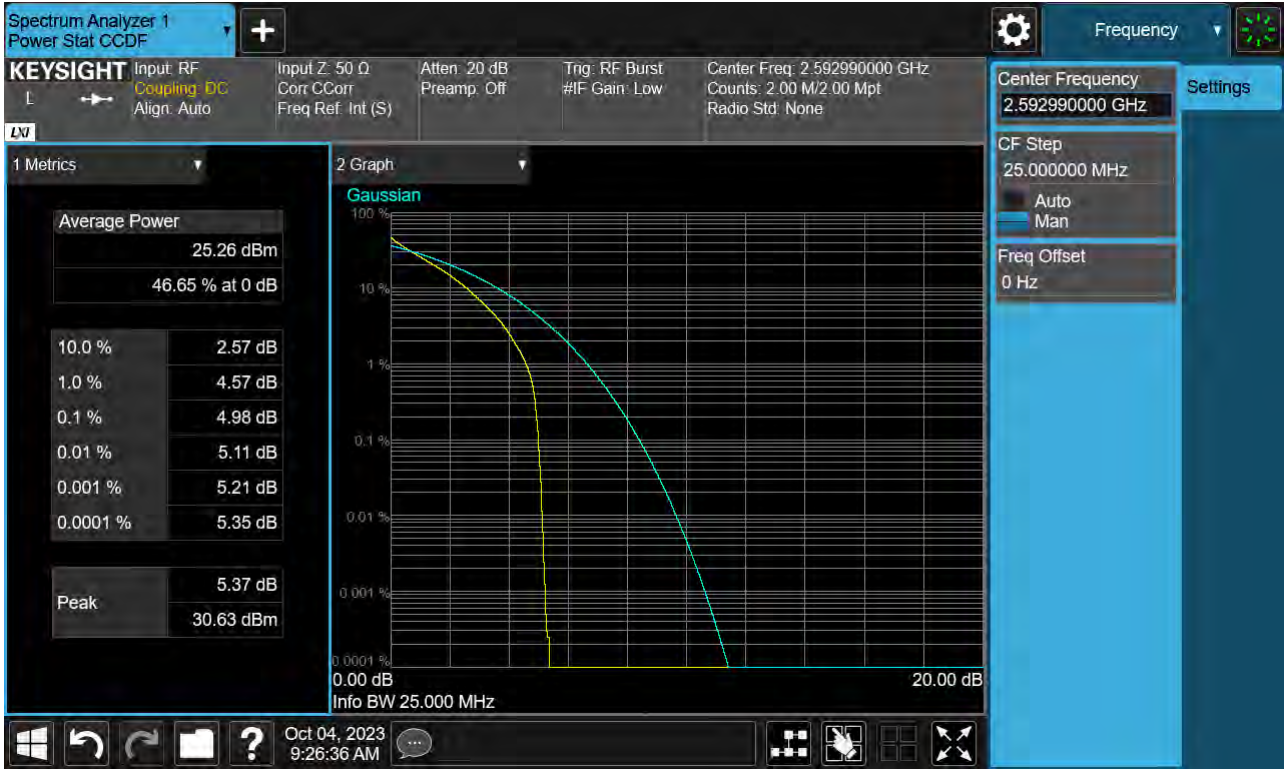 Spectrum Analyzer 1
Power Stat CCDF
Frequency
KEYSIGHT
L
LXI
Input: RF
Coupling: DC
Align: Auto
Input Z: 50 Ω
Corr CCorr
Freq Ref: Int (S)
Atten: 20 dB
Preamp: Off
Trig: RF Burst
#IF Gain: Low
Center Freq: 2.592990000 GHz
Counts: 2.00 M/2.00 Mpt
Radio Std: None
Center Frequency
2.592990000 GHz
Settings
CF Step
25.000000 MHz
Auto
Man
Freq Offset
0 Hz
1 Metrics
Average Power
25.26 dBm
46.65 % at 0 dB
10.0 % 2.57 dB
1.0 % 4.57 dB
0.1 % 4.98 dB
0.01 % 5.11 dB
0.001 % 5.21 dB
0.0001 % 5.35 dB
Peak
5.37 dB
30.63 dBm
2 Graph
Gaussian
100 %
10 %
1 %
0.1 %
0.01 %
0.001 %
0.0001 %
0.00 dB 20.00 dB
Info BW 25.000 MHz
?
Oct 04, 2023
9:26:36 AM